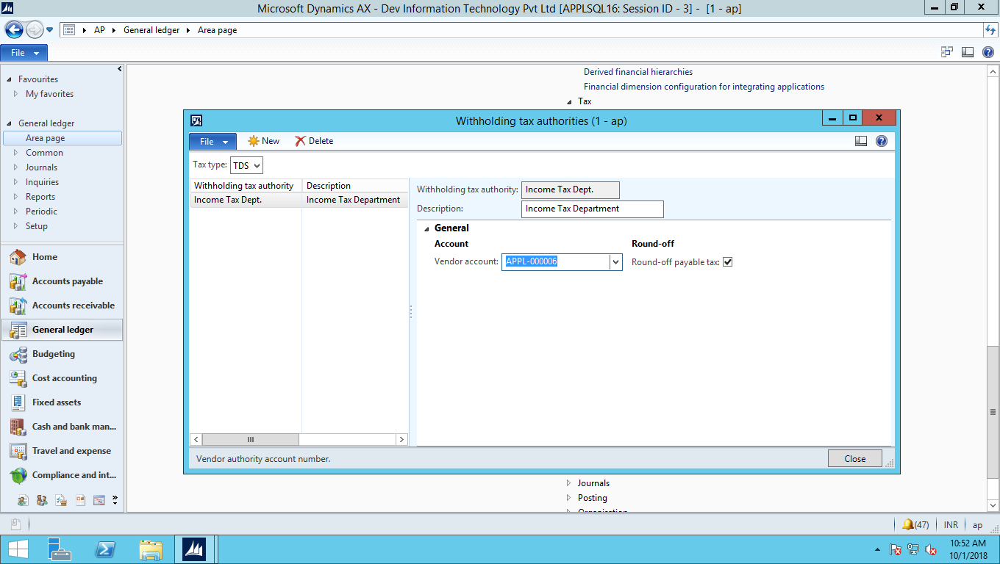 Microsoft Dynamics AX - Dev Information Technology Pvt Ltd [APPLSQL16: Session ID - 3] - [1 - ap]
AP General ledger Area page
File
Favourites
My favorites
General ledger
Area page
Common
Journals
Inquiries
Reports
Periodic
Setup
Home
Accounts payable
Accounts receivable
General ledger
Budgeting
Cost accounting
Fixed assets
Cash and bank man...
Travel and expense
Compliance and int...
Derived financial hierarchies
Financial dimension configuration for integrating applications
Tax
Withholding tax authorities (1 - ap)
File New Delete
Tax type: TDS
Withholding tax authority Description
Income Tax Dept. Income Tax Department
Withholding tax authority: Income Tax Dept.
Description: Income Tax Department
General
Account Round-off
Vendor account: APPL-000006 Round-off payable tax:
Vendor authority account number. Close
Journals
Posting
Organisation
(47) INR ap
10:52 AM
10/1/2018